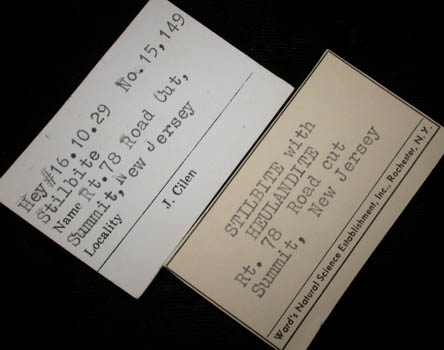 Hey#16.10.29 No.15,149
Stilbite
Name Rt.78 Road Cut,
Summit, New Jersey
Locality
J. Cilen
STILBITE with
HEULANDITE
Rt. 78 Road cut
Summit, New Jersey
Ward's Natural Science Establishment, Inc., Rochester, N. Y.